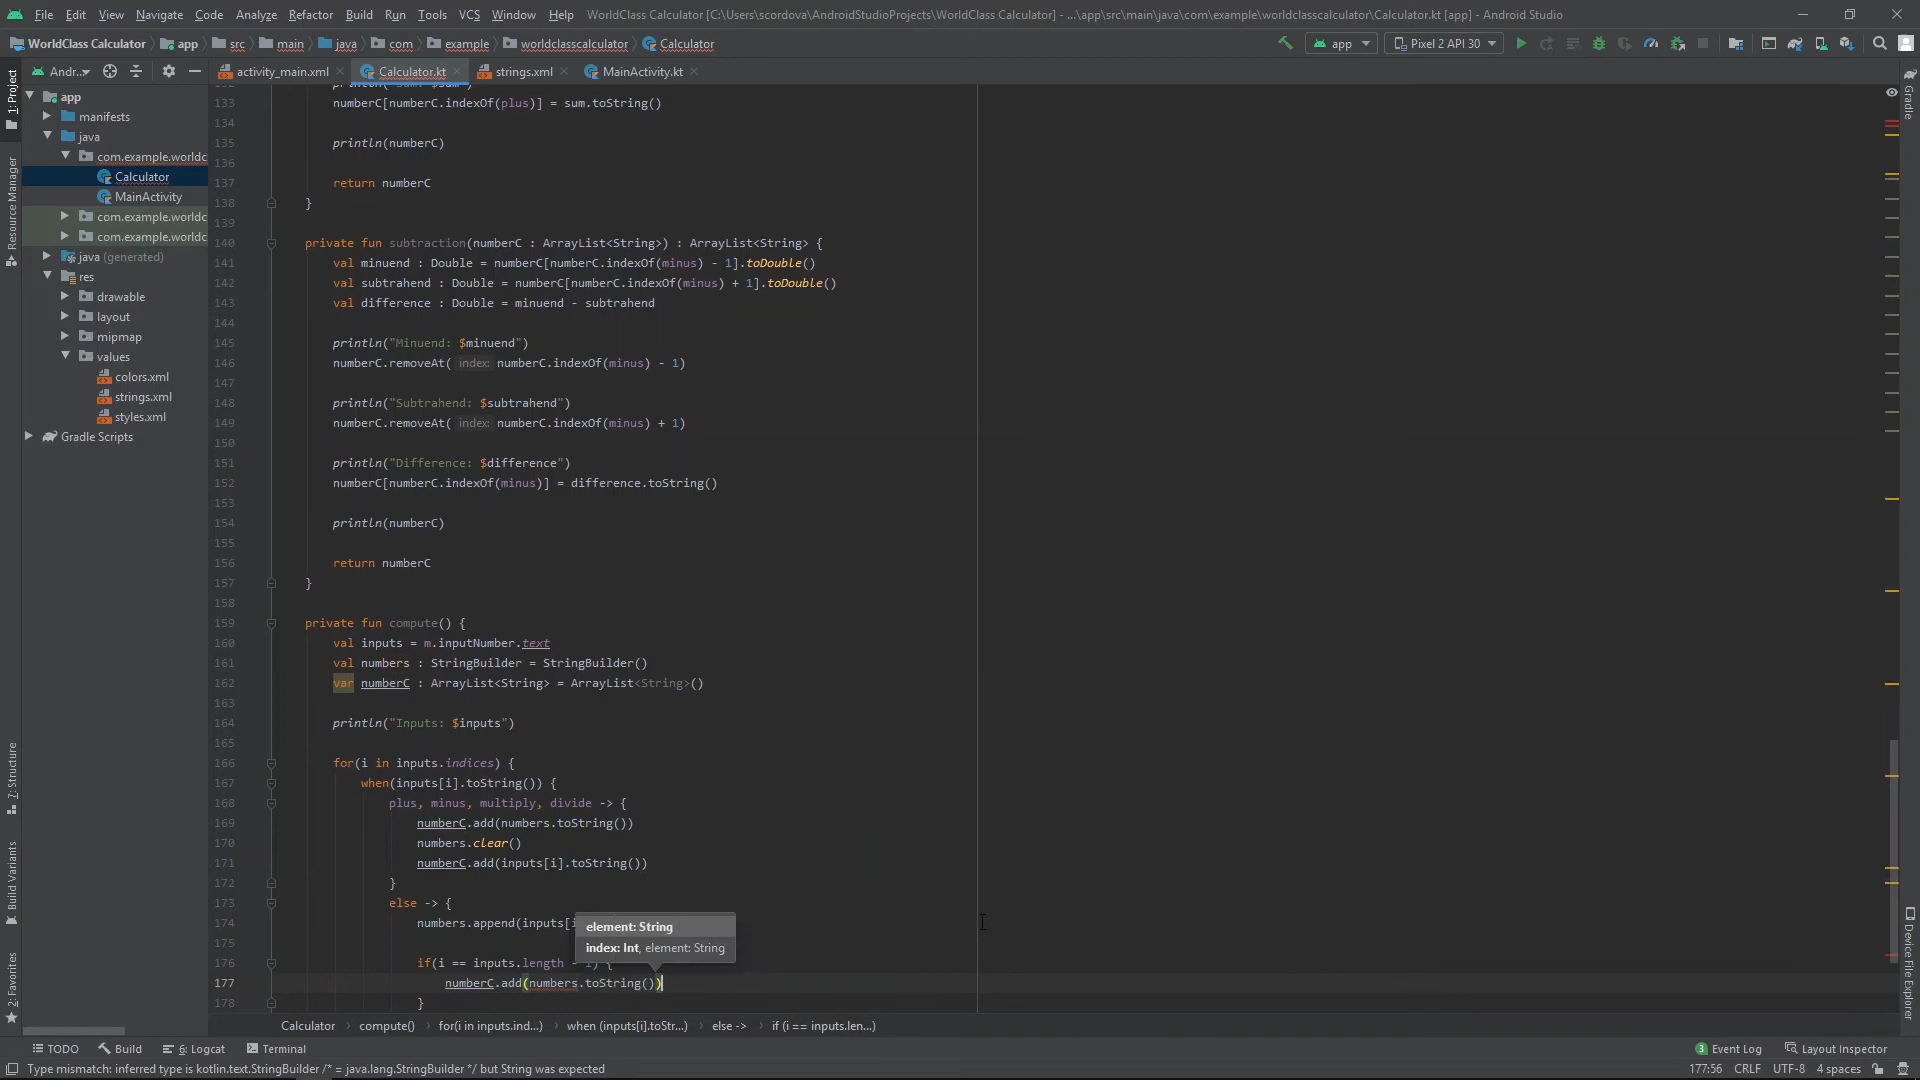 File Edit View Navigate Code Analyze Refactor Build Run Tools VCS Window Help WorldClass Calculator [C:\Users\scordova\AndroidStudioProjects\WorldClass Calculator] - ...\app\src\main\java\com\example\worldclasscalculator\Calculator.kt [app] - Android Studio
WorldClass Calculator app src main java com example worldclasscalculator Calculator app Pixel 2 API 30
Andr... activity_main.xml Calculator.kt strings.xml MainActivity.kt
1: Project
Resource Manager
7: Structure
Build Variants
2: Favorites
app
manifests
java
com.example.worldc
Calculator
MainActivity
com.example.worldc
com.example.worldc
java (generated)
res
drawable
layout
mipmap
values
colors.xml
strings.xml
styles.xml
Gradle Scripts
133 numberC[numberC.indexOf(plus)] = sum.toString()
134
135 println(numberC)
136
137 return numberC
138 }
139
140 private fun subtraction(numberC : ArrayList<String>) : ArrayList<String> {
141 val minuend : Double = numberC[numberC.indexOf(minus) - 1].toDouble()
142 val subtrahend : Double = numberC[numberC.indexOf(minus) + 1].toDouble()
143 val difference : Double = minuend - subtrahend
144
145 println("Minuend: $minuend")
146 numberC.removeAt( index: numberC.indexOf(minus) - 1)
147
148 println("Subtrahend: $subtrahend")
149 numberC.removeAt( index: numberC.indexOf(minus) + 1)
150
151 println("Difference: $difference")
152 numberC[numberC.indexOf(minus)] = difference.toString()
153
154 println(numberC)
155
156 return numberC
157 }
158
159 private fun compute() {
160 val inputs = m.inputNumber.text
161 val numbers : StringBuilder = StringBuilder()
162 var numberC : ArrayList<String> = ArrayList<String>()
163
164 println("Inputs: $inputs")
165
166 for(i in inputs.indices) {
167 when(inputs[i].toString()) {
168 plus, minus, multiply, divide -> {
169 numberC.add(numbers.toString())
170 numbers.clear()
171 numberC.add(inputs[i].toString())
172 }
173 else -> {
174 numbers.append(inputs[i
element: String
175
index: Int, element: String
176 if(i == inputs.length - 1) {
177 numberC.add(numbers.toString())
178 }
Calculator compute() for(i in inputs.ind...) when (inputs[i].toStr...) else -> if (i == inputs.len...)
Gradle
Device File Explorer
TODO Build 6: Logcat Terminal 3 Event Log Layout Inspector
Type mismatch: inferred type is kotlin.text.StringBuilder /* = java.lang.StringBuilder */ but String was expected 177:56 CRLF UTF-8 4 spaces